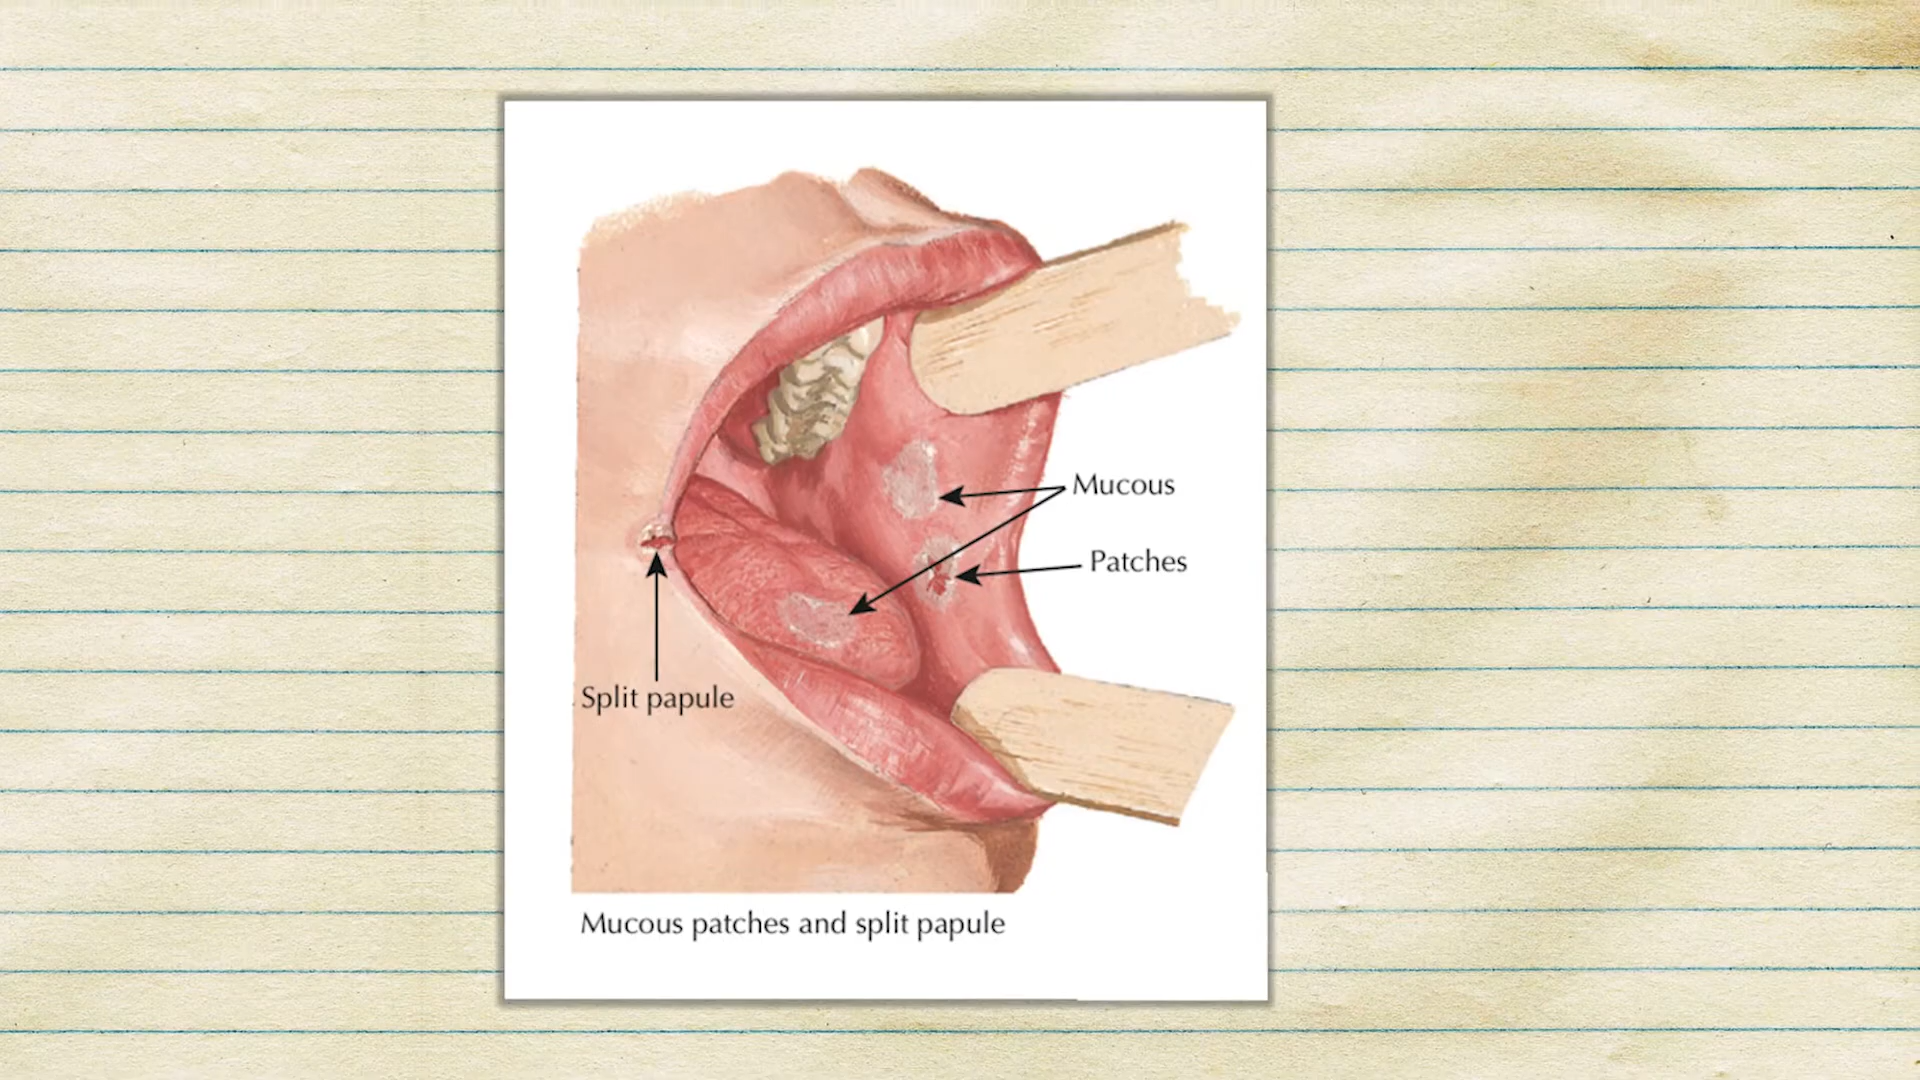 Mucous
Patches
Split papule
Mucous patches and split papule